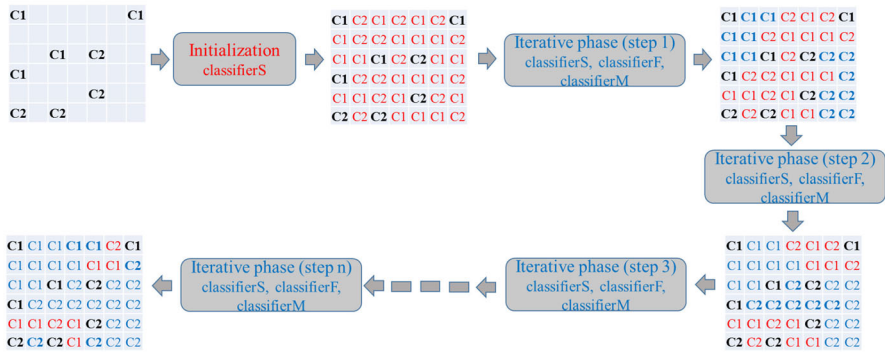 C1 C1
C1 C2
C1
C2
C2 C2
Initialization
classifierS
C1 C2 C1 C2 C1 C2 C1
C1 C2 C2 C1 C1 C1 C2
C1 C1 C1 C2 C2 C1 C1
C1 C2 C2 C1 C1 C1 C2
C1 C1 C2 C1 C2 C2 C1
C2 C2 C2 C1 C1 C1 C2
Iterative phase (step 1)
classifierS, classifierF,
classifierM
C1 C1 C1 C2 C1 C2 C1
C1 C1 C2 C1 C1 C1 C2
C1 C1 C1 C2 C2 C2 C2
C1 C2 C2 C1 C1 C1 C2
C1 C1 C2 C1 C2 C2 C2
C2 C2 C2 C1 C1 C2 C2
Iterative phase (step 2)
classifierS, classifierF,
classifierM
C1 C1 C1 C2 C1 C2 C1
C1 C1 C1 C1 C1 C1 C2
C1 C1 C1 C2 C2 C2 C2
C1 C2 C2 C2 C2 C2 C2
C1 C1 C2 C1 C2 C2 C2
C2 C2 C2 C1 C1 C2 C2
Iterative phase (step 3)
classifierS, classifierF,
classifierM
Iterative phase (step n)
classifierS, classifierF,
classifierM
C1 C1 C1 C1 C1 C2 C1
C1 C1 C1 C1 C1 C1 C2
C1 C1 C1 C2 C2 C2 C2
C1 C2 C2 C2 C2 C2 C2
C1 C1 C2 C1 C2 C2 C2
C2 C2 C2 C1 C2 C2 C2